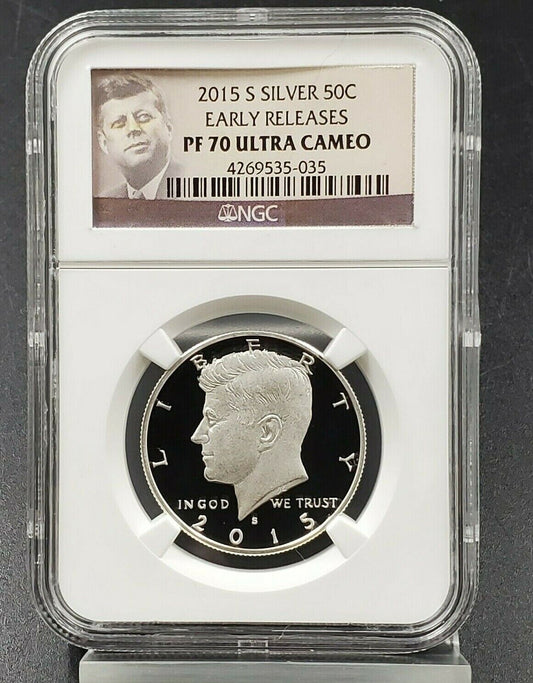 2015 S SILVER 50C
EARLY RELEASES
PF 70 ULTRA CAMEO
4269535-035
NGC
LIBERTY
IN GOD WE TRUST
S
2015